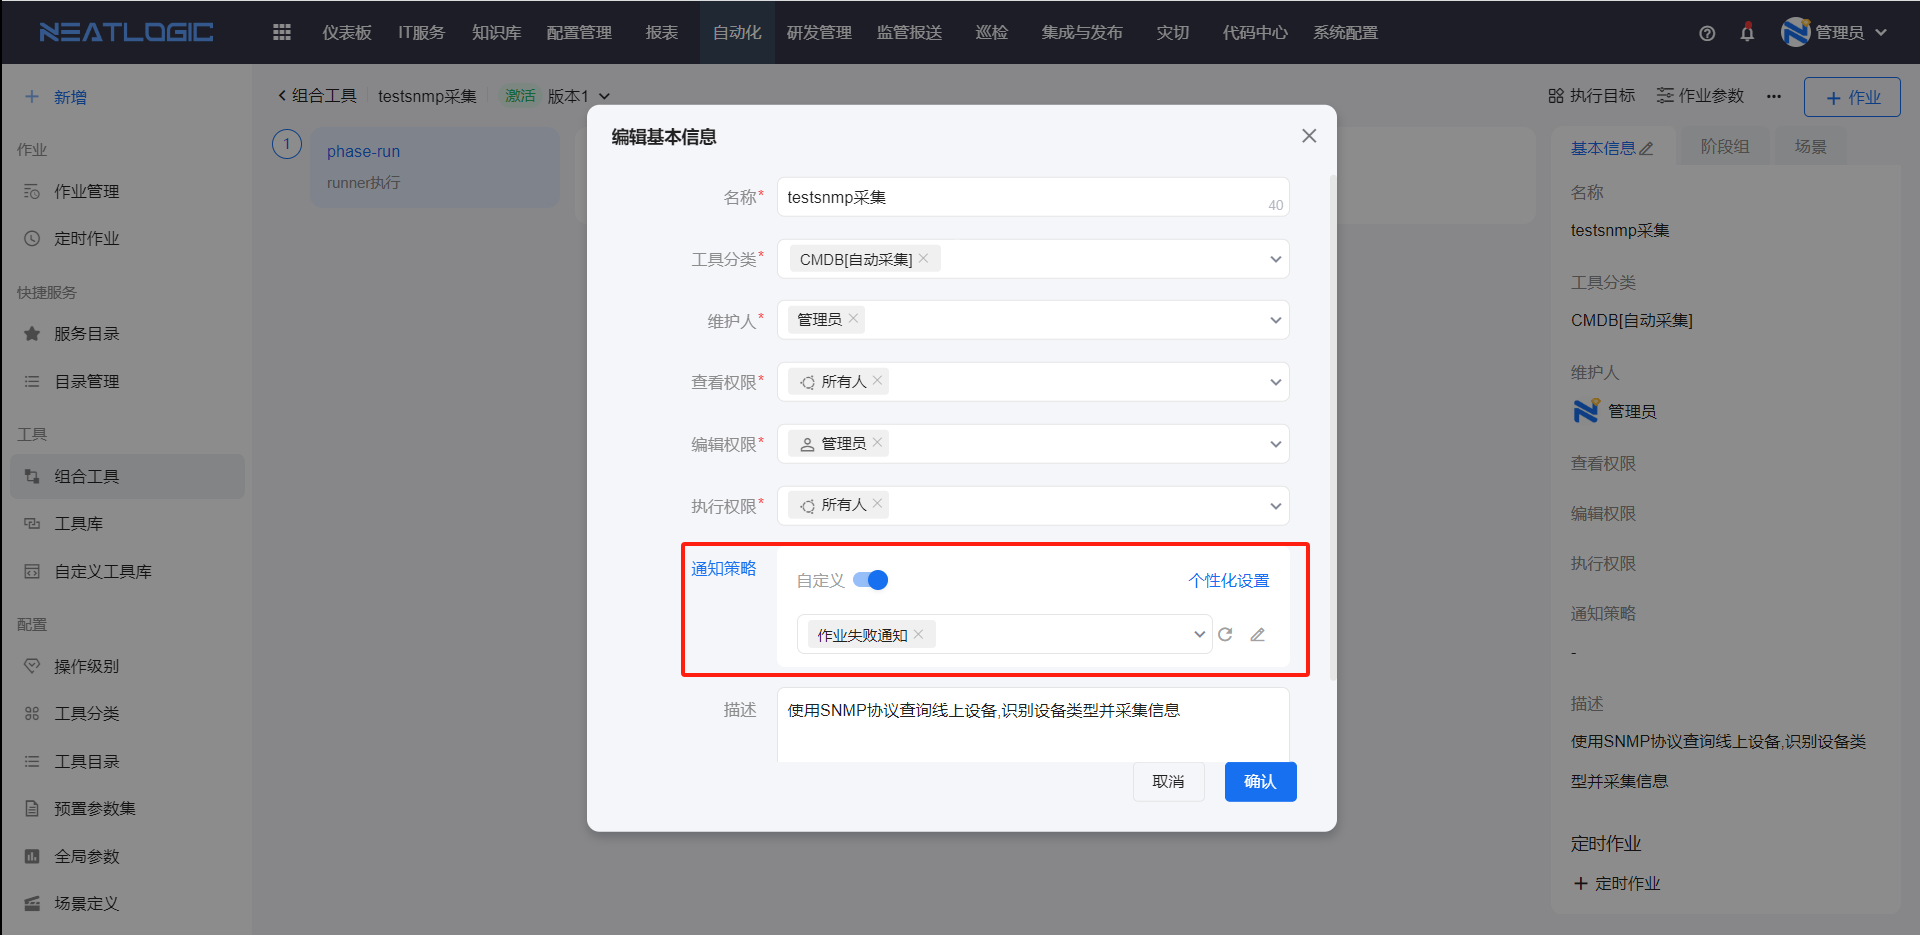 NEATLOGIC
仪表板 IT服务 知识库 配置管理 报表 自动化 研发管理 监管报送 巡检 集成与发布 灾切 代码中心 系统配置
管理员
新增
作业
作业管理
定时作业
快捷服务
服务目录
目录管理
工具
组合工具
工具库
自定义工具库
配置
操作级别
工具分类
工具目录
预置参数集
全局参数
场景定义
组合工具 testsnmp采集 激活 版本1
执行目标 作业参数 ... + 作业
1
phase-run
runner执行
编辑基本信息
名称* testsnmp采集 40
工具分类* CMDB[自动采集]
维护人* 管理员
查看权限* 所有人
编辑权限* 管理员
执行权限* 所有人
通知策略 自定义 个性化设置
作业失败通知
描述 使用SNMP协议查询线上设备,识别设备类型并采集信息
取消 确认
基本信息 阶段组 场景
名称
testsnmp采集
工具分类
CMDB[自动采集]
维护人
管理员
查看权限
编辑权限
执行权限
通知策略
-
描述
使用SNMP协议查询线上设备,识别设备类
型并采集信息
定时作业
+ 定时作业